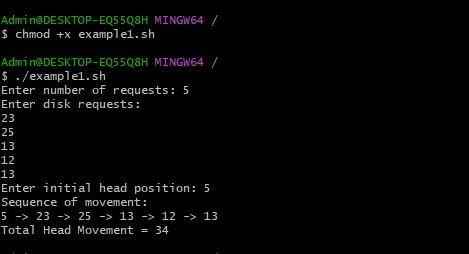 Admin@DESKTOP-EQ55Q8H MINGW64 /
$ chmod +x example1.sh
Admin@DESKTOP-EQ55Q8H MINGW64 /
$ ./example1.sh
Enter number of requests: 5
Enter disk requests:
23
25
13
12
13
Enter initial head position: 5
Sequence of movement:
5 -> 23 -> 25 -> 13 -> 12 -> 13
Total Head Movement = 34